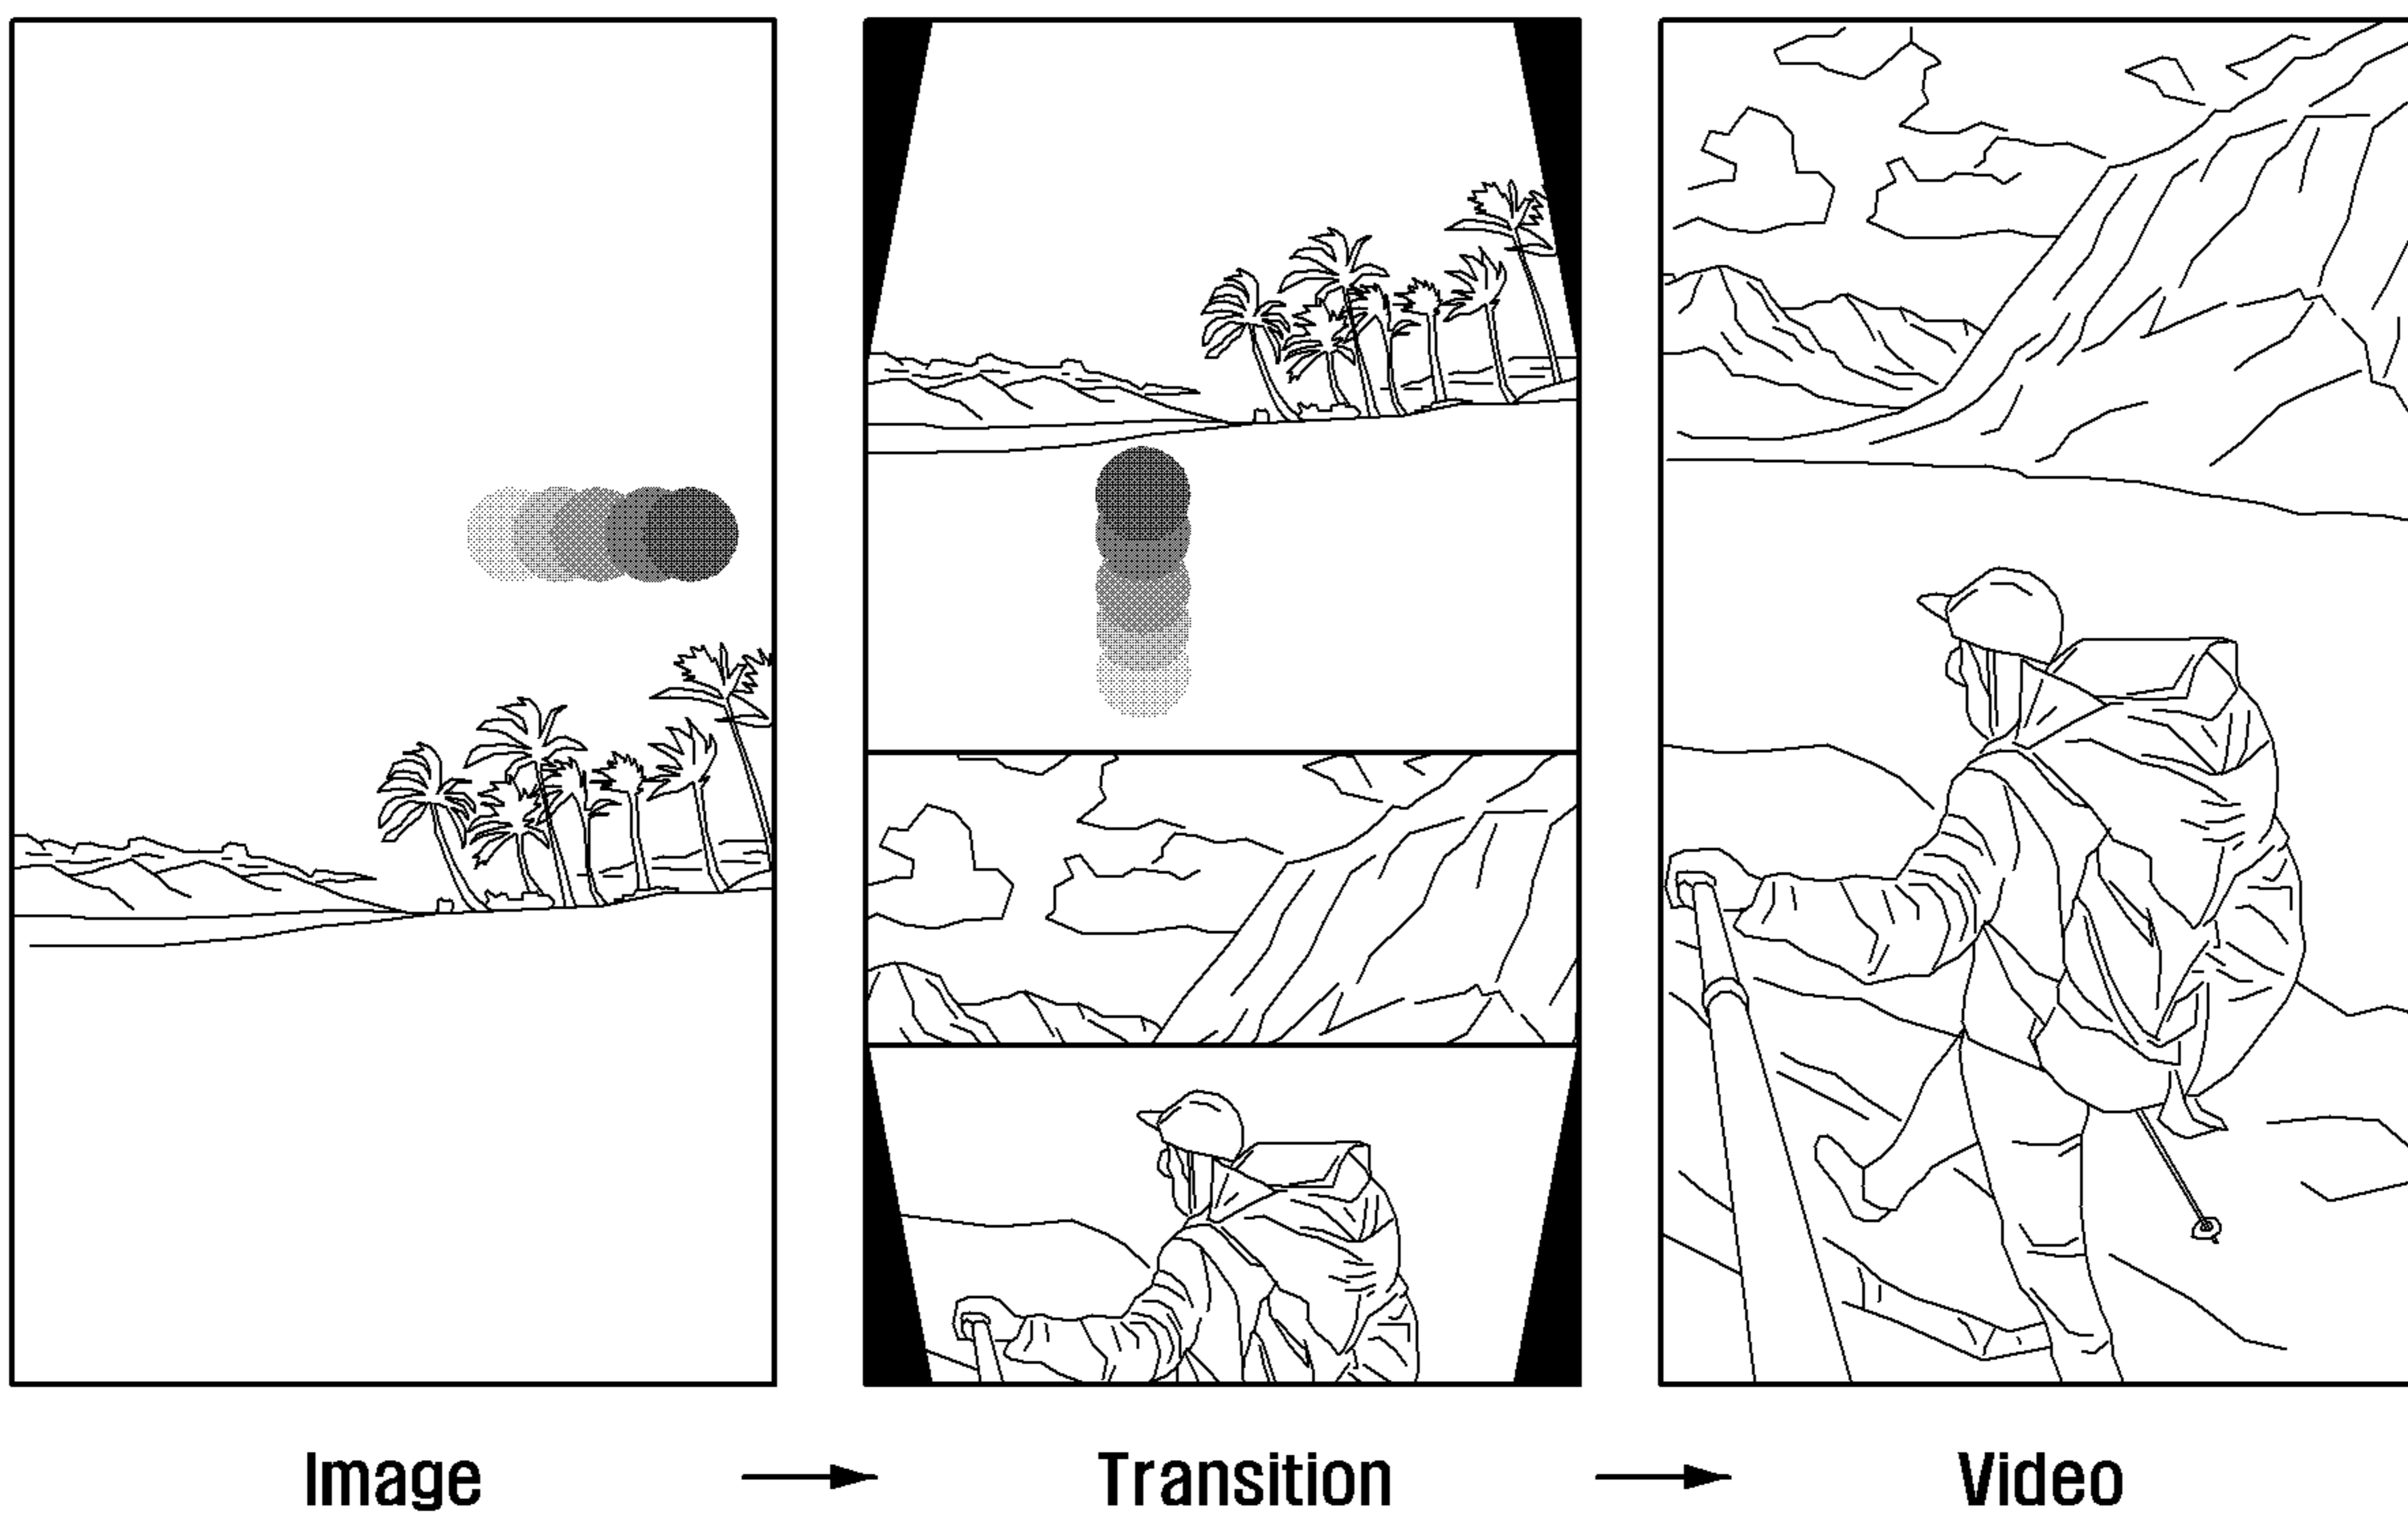 Image → Transition → Video